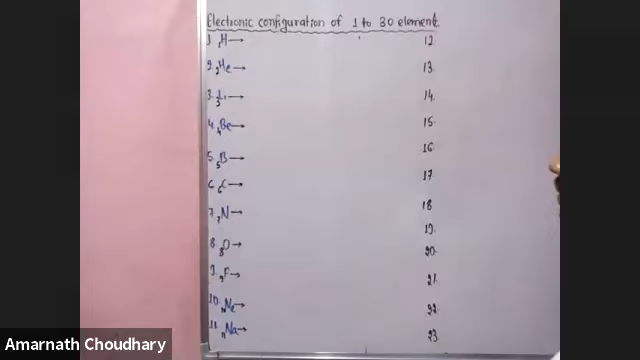 Electronic configuration of 1 to 30 element
1. ₁H→ 12
2. ₂He→ 13.
3. ₃Li→ 14.
4. ₄Be→ 15.
5. ₅B→ 16.
6. ₆C→ 17.
7. ₇N→ 18
8. ₈O→ 19.
20.
9. ₉F→ 21.
10. ₁₀Ne→ 22.
11. ₁₁Na→ 23.
Amarnath Choudhary